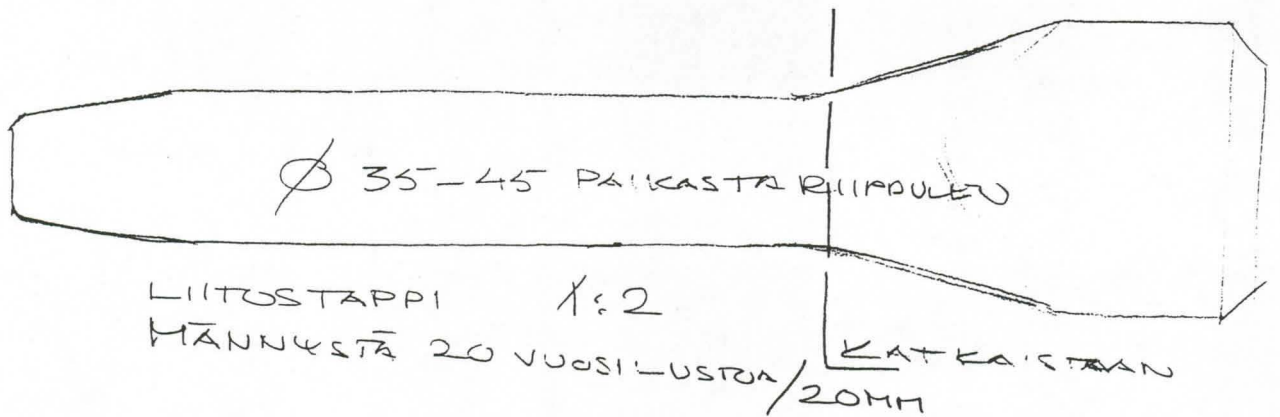 Ø 35-45 PAIKASTA RIIPPUEN
LIITOSTAPPI 1:2
MÄNNYSTÄ 20 VUOSILUSTOA/20MM
KATKAISTAAN